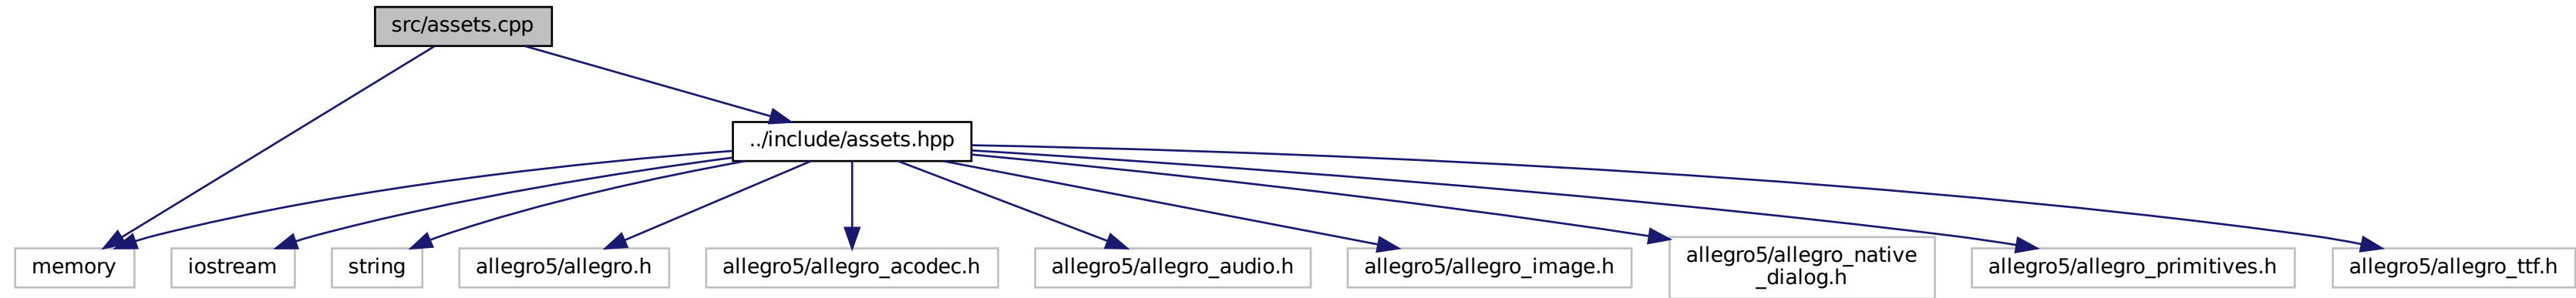 src/assets.cpp
../include/assets.hpp
memory
iostream
string
allegro5/allegro.h
allegro5/allegro_acodec.h
allegro5/allegro_audio.h
allegro5/allegro_image.h
allegro5/allegro_native
_dialog.h
allegro5/allegro_primitives.h
allegro5/allegro_ttf.h